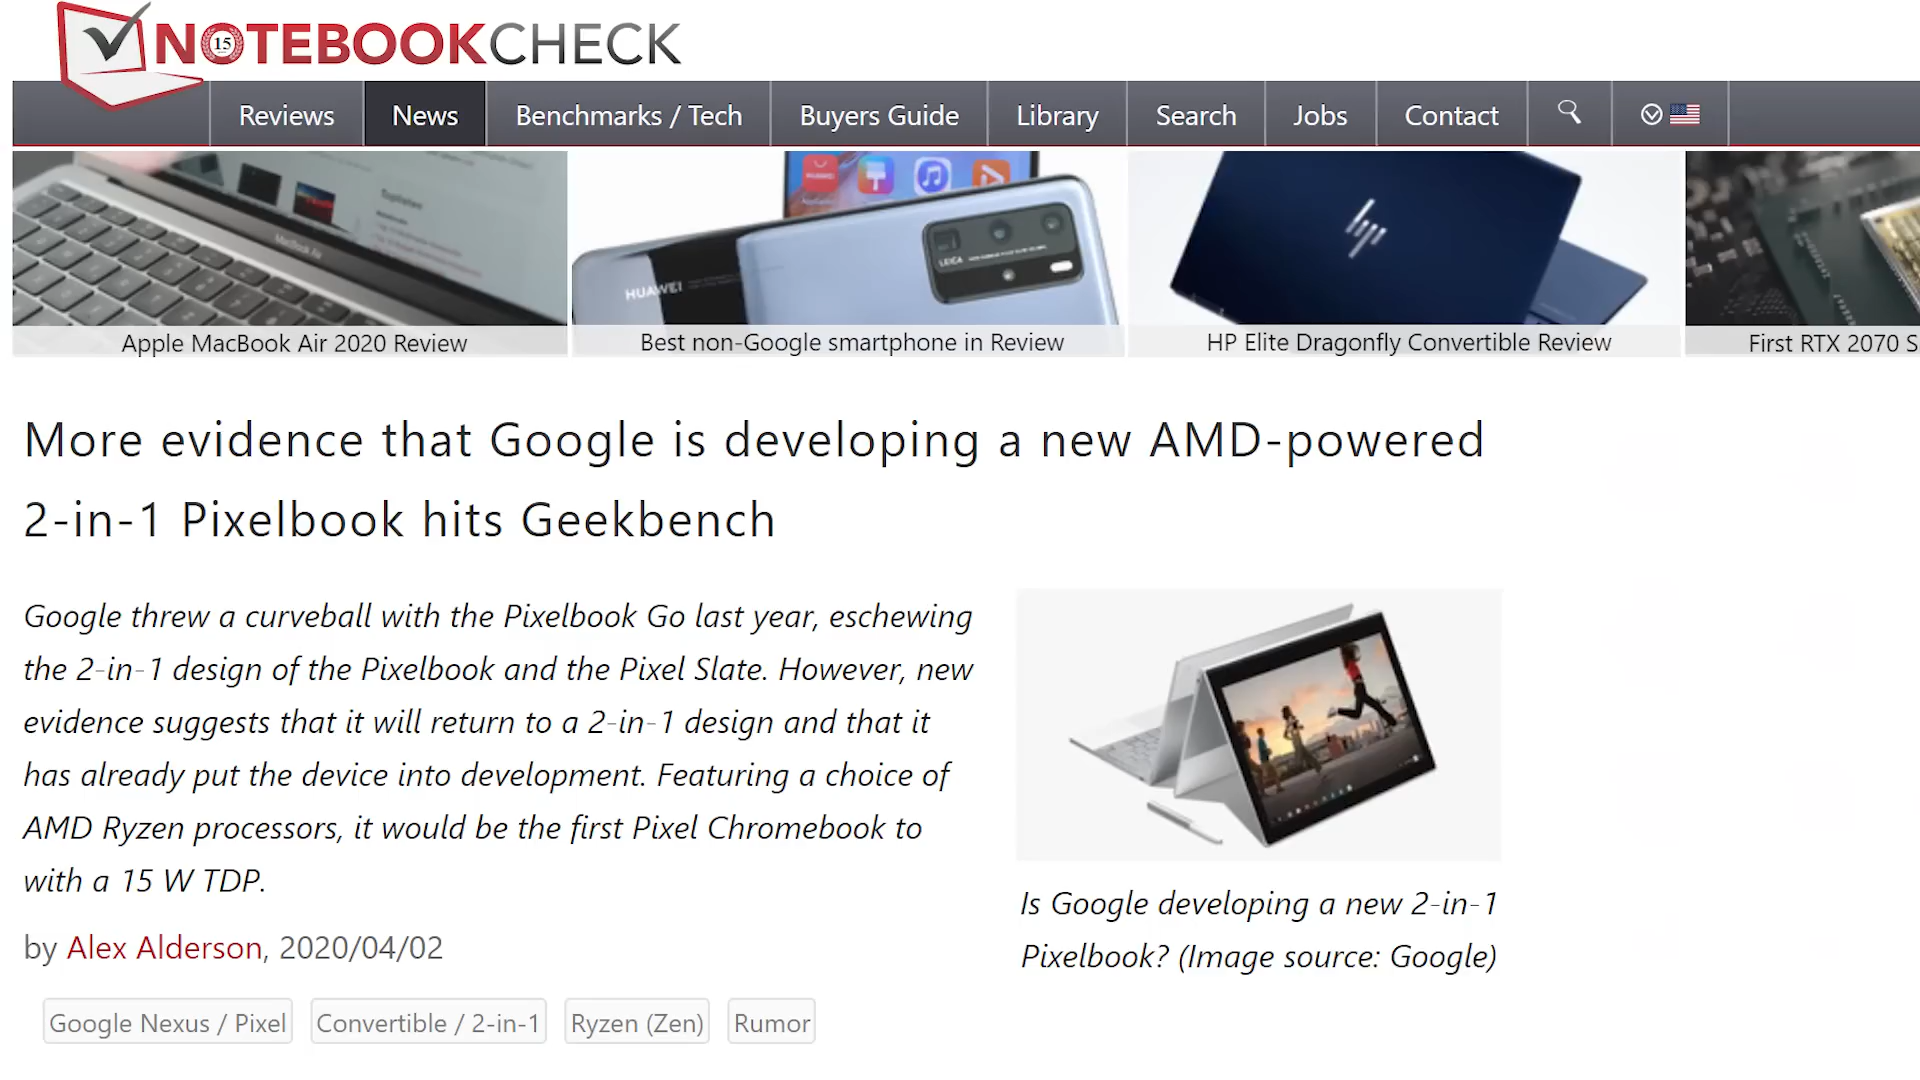 15
NOTEBOOKCHECK
Reviews
News
Benchmarks / Tech
Buyers Guide
Library
Search
Jobs
Contact
MacBook Air
HUAWEI
LEICA
hp
Apple MacBook Air 2020 Review
Best non-Google smartphone in Review
HP Elite Dragonfly Convertible Review
First RTX 2070 S
More evidence that Google is developing a new AMD-powered
2-in-1 Pixelbook hits Geekbench
Google threw a curveball with the Pixelbook Go last year, eschewing
the 2-in-1 design of the Pixelbook and the Pixel Slate. However, new
evidence suggests that it will return to a 2-in-1 design and that it
has already put the device into development. Featuring a choice of
AMD Ryzen processors, it would be the first Pixel Chromebook to
with a 15 W TDP.
Is Google developing a new 2-in-1
Pixelbook? (Image source: Google)
by Alex Alderson, 2020/04/02
Google Nexus / Pixel
Convertible / 2-in-1
Ryzen (Zen)
Rumor